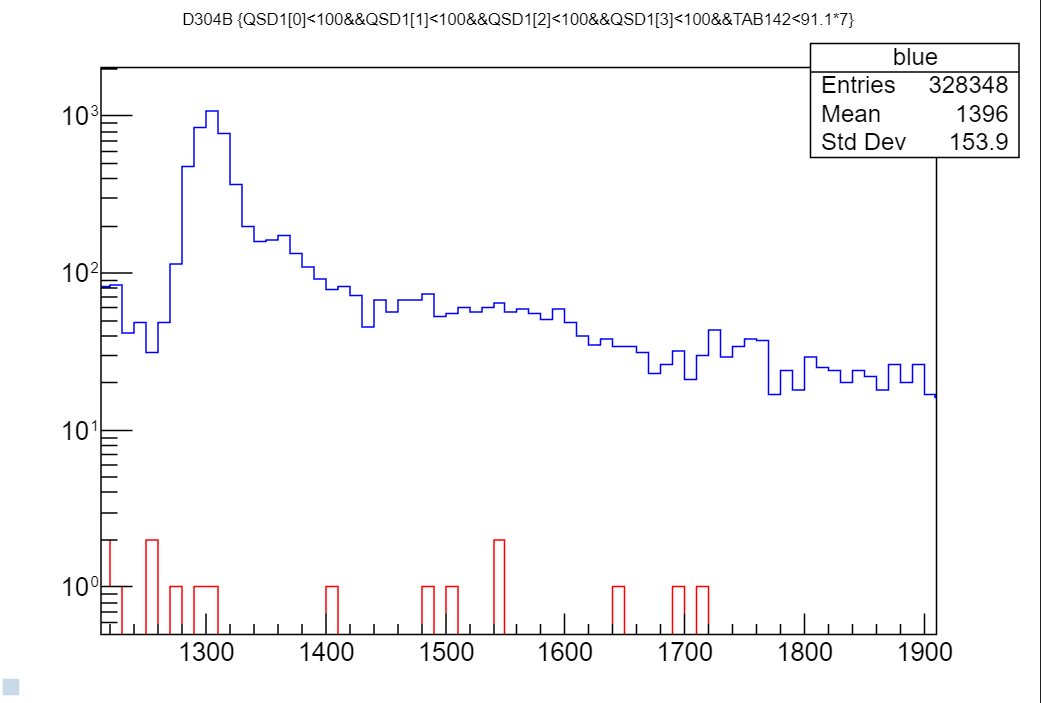 D304B {QSD1[0]<100&&QSD1[1]<100&&QSD1[2]<100&&QSD1[3]<100&&TAB142<91.1*7}
blue
Entries 328348
Mean 1396
Std Dev 153.9
10³
10²
10¹
10⁰
1300 1400 1500 1600 1700 1800 1900